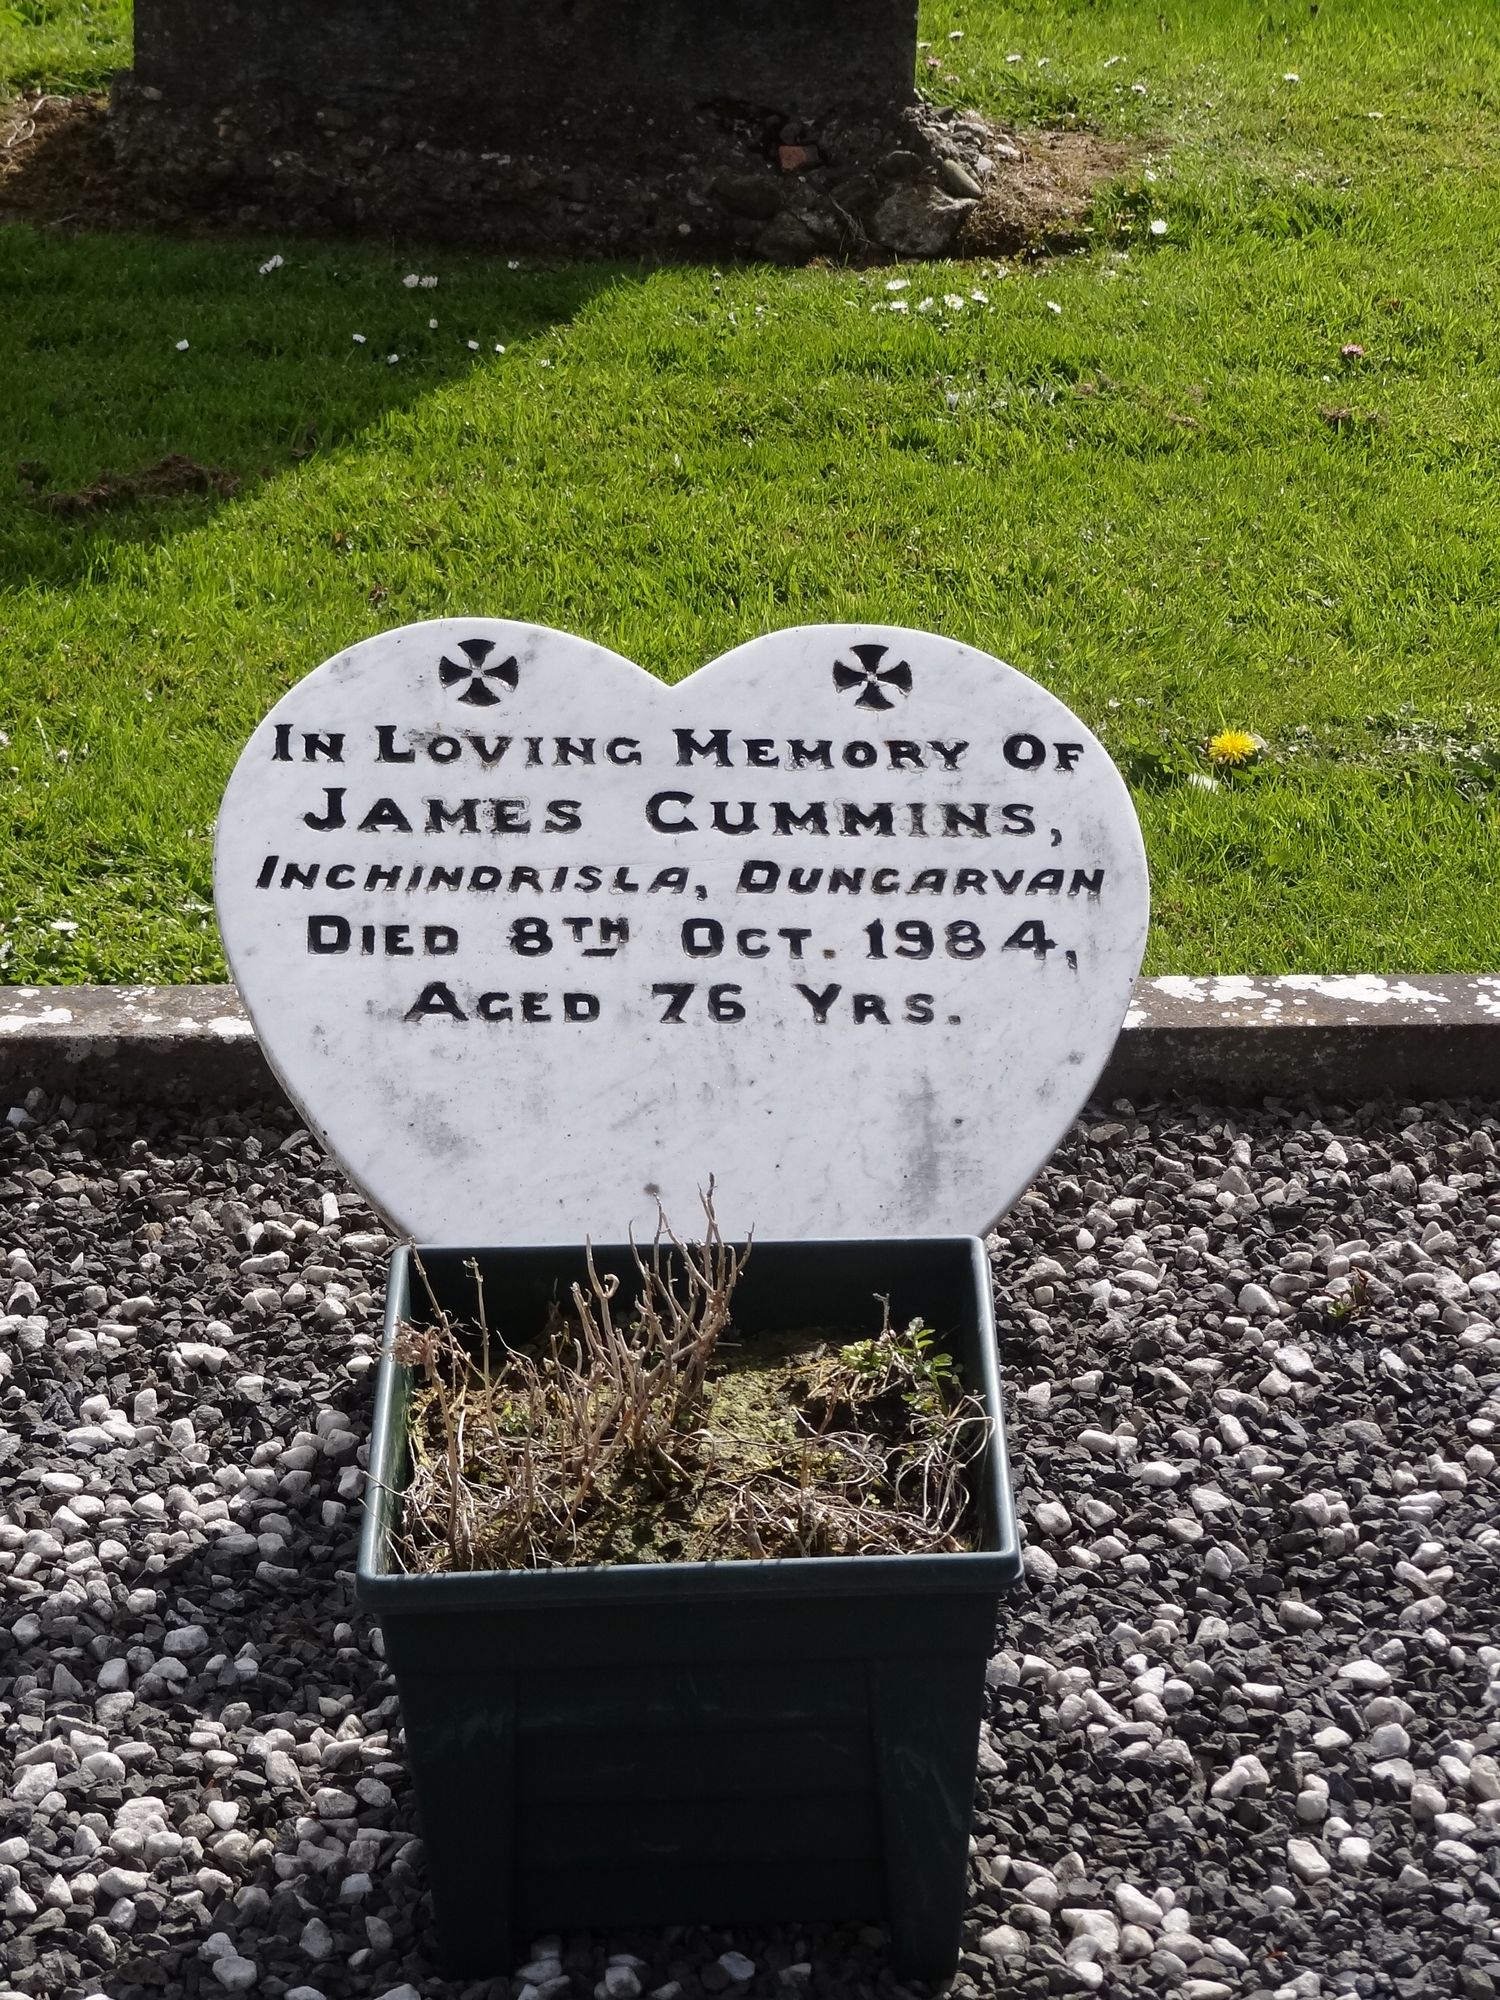 In Loving Memory Of
James Cummins,
Inchindrisla, Dungarvan
Died 8th Oct. 1984,
Aged 76 Yrs.